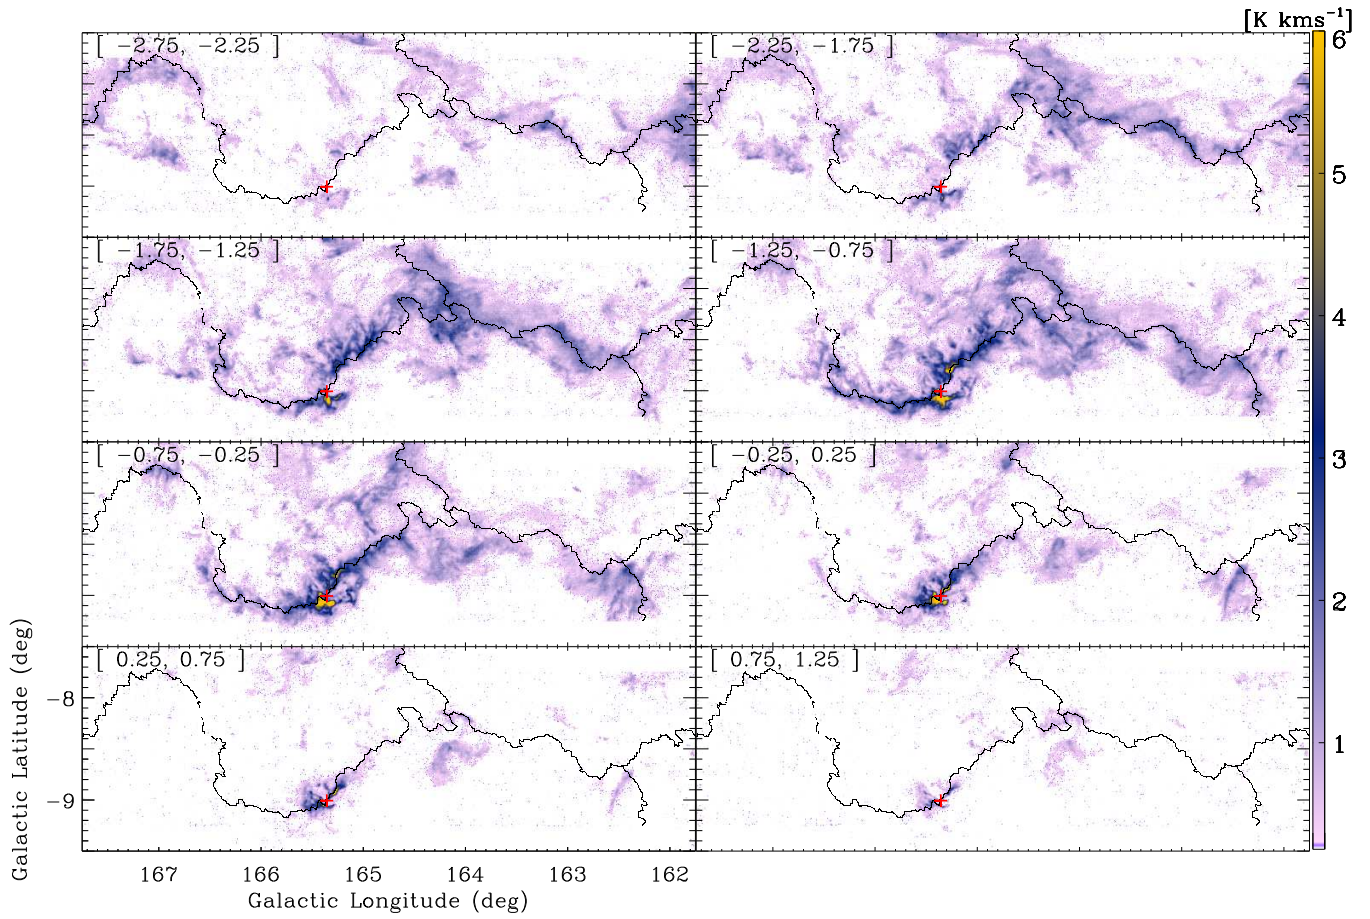 [K kms⁻¹]
[ −2.75, −2.25 ]
[ −2.25, −1.75 ]
6
5
[ −1.75, −1.25 ]
[ −1.25, −0.75 ]
4
[ −0.75, −0.25 ]
[ −0.25, 0.25 ]
3
2
[ 0.25, 0.75 ]
[ 0.75, 1.25 ]
1
−8
−9
Galactic Latitude (deg)
167 166 165 164 163 162
Galactic Longitude (deg)